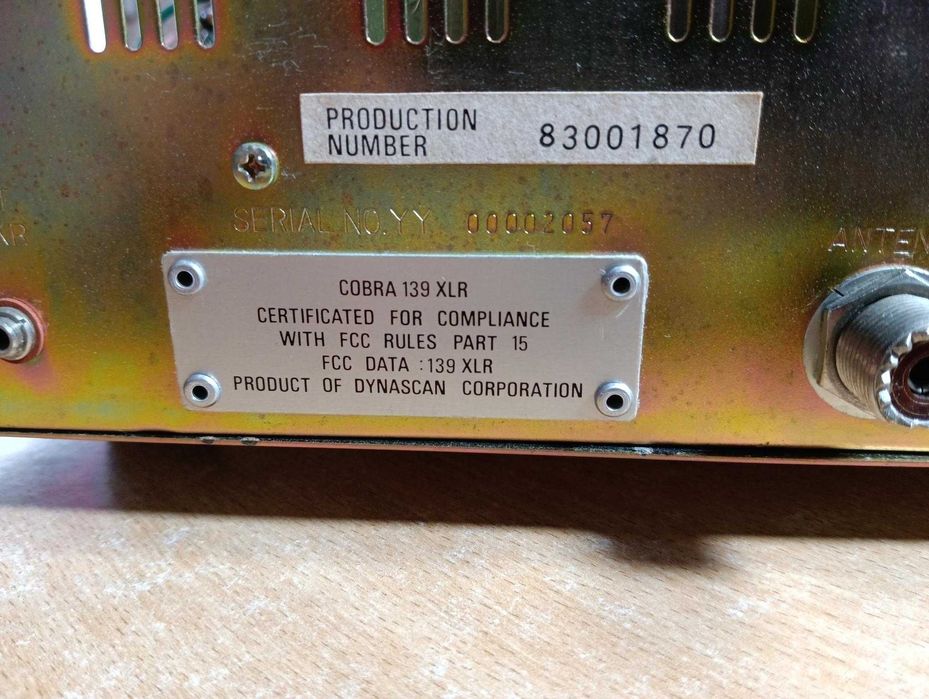 PRODUCTION
NUMBER
83001870
SERIAL NO. YY 00002057
COBRA 139 XLR
CERTIFICATED FOR COMPLIANCE
WITH FCC RULES PART 15
FCC DATA : 139 XLR
PRODUCT OF DYNASCAN CORPORATION